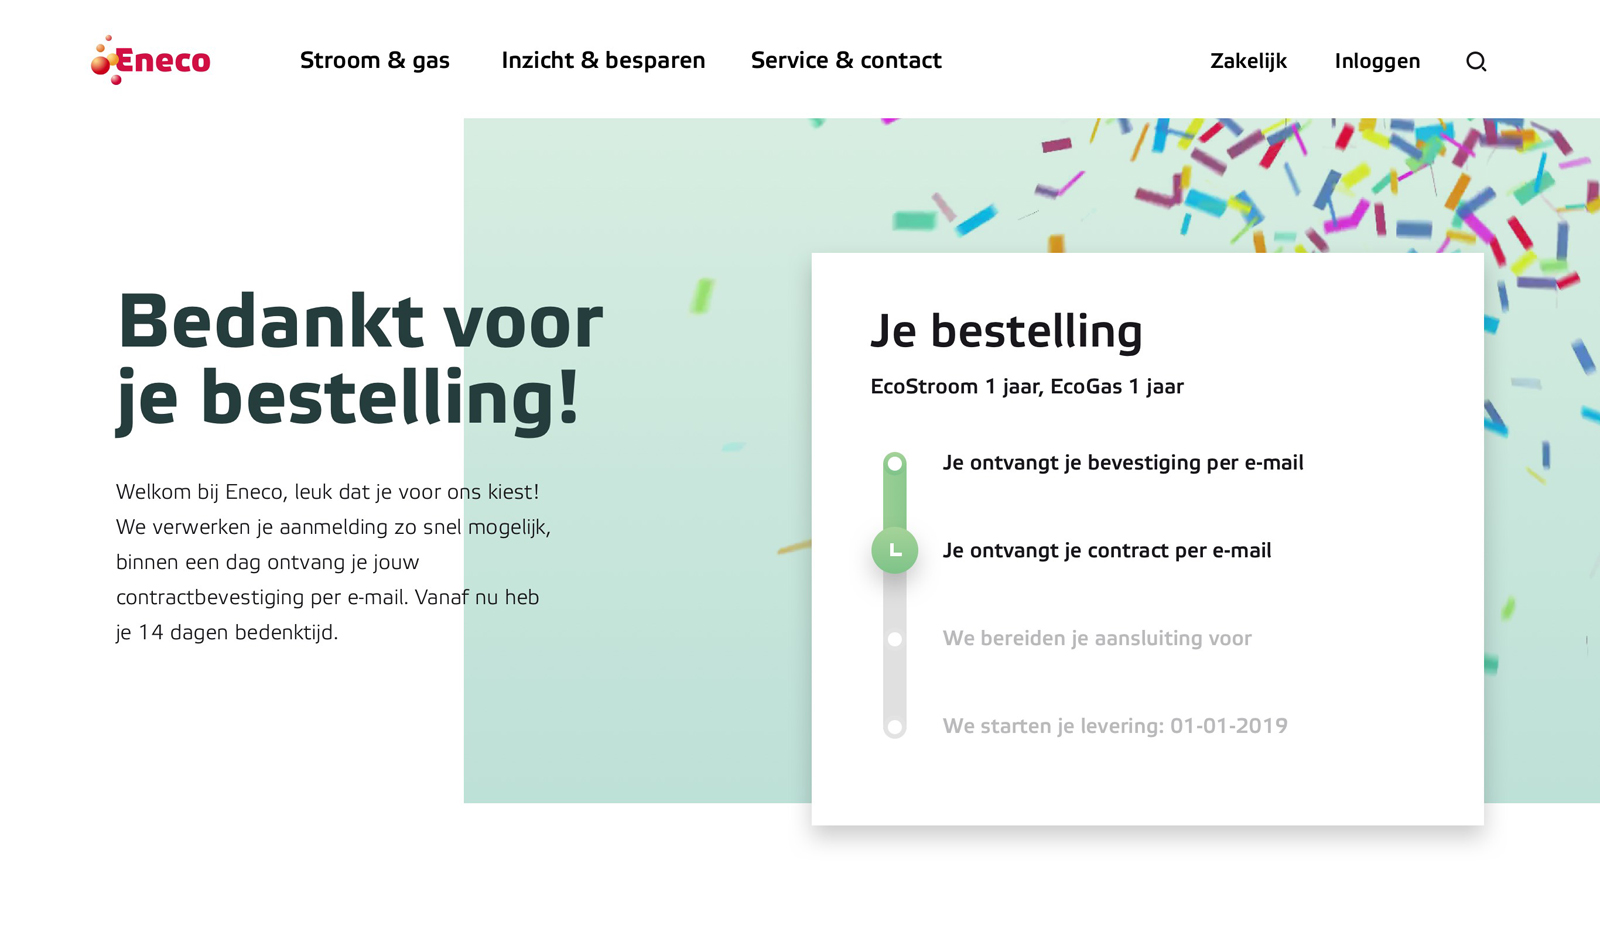 Eneco
Stroom & gas
Inzicht & besparen
Service & contact
Zakelijk
Inloggen
Bedankt voor
je bestelling!
Welkom bij Eneco, leuk dat je voor ons kiest!
We verwerken je aanmelding zo snel mogelijk,
binnen een dag ontvang je jouw
contractbevestiging per e-mail. Vanaf nu heb
je 14 dagen bedenktijd.
Je bestelling
EcoStroom 1 jaar, EcoGas 1 jaar
Je ontvangt je bevestiging per e-mail
Je ontvangt je contract per e-mail
We bereiden je aansluiting voor
We starten je levering: 01-01-2019